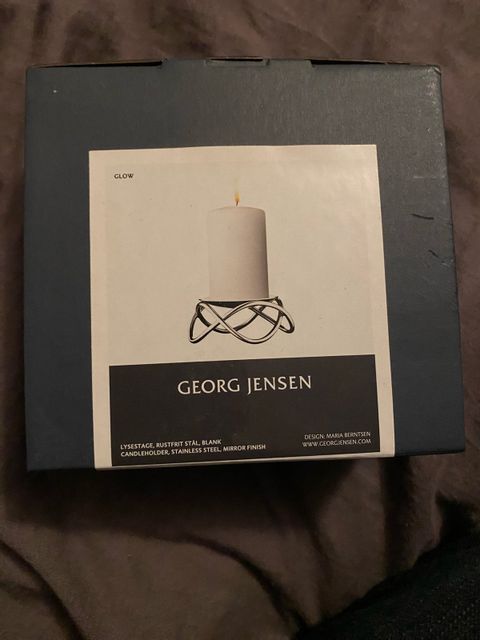 GLOW
GEORG JENSEN
LYSESTAGE, RUSTFRIT STÅL, BLANK
CANDLEHOLDER, STAINLESS STEEL, MIRROR FINISH
DESIGN: MARIA BERNTSEN
WWW.GEORGJENSEN.COM